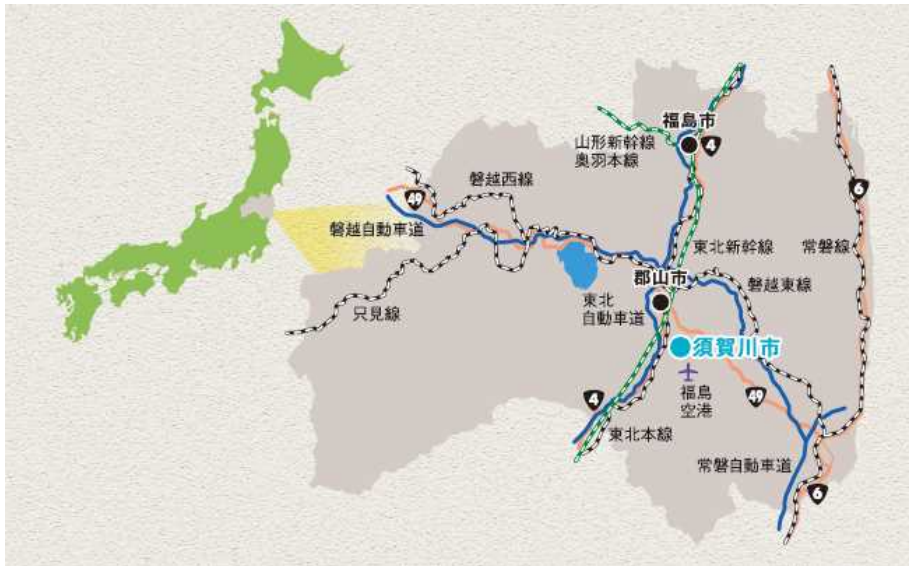 福島市
山形新幹線
奥羽本線
4
磐越西線
49
6
磐越自動車道
東北新幹線
常磐線
郡山市
磐越東線
東北
自動車道
只見線
須賀川市
福島
空港
4
49
東北本線
常磐自動車道
6